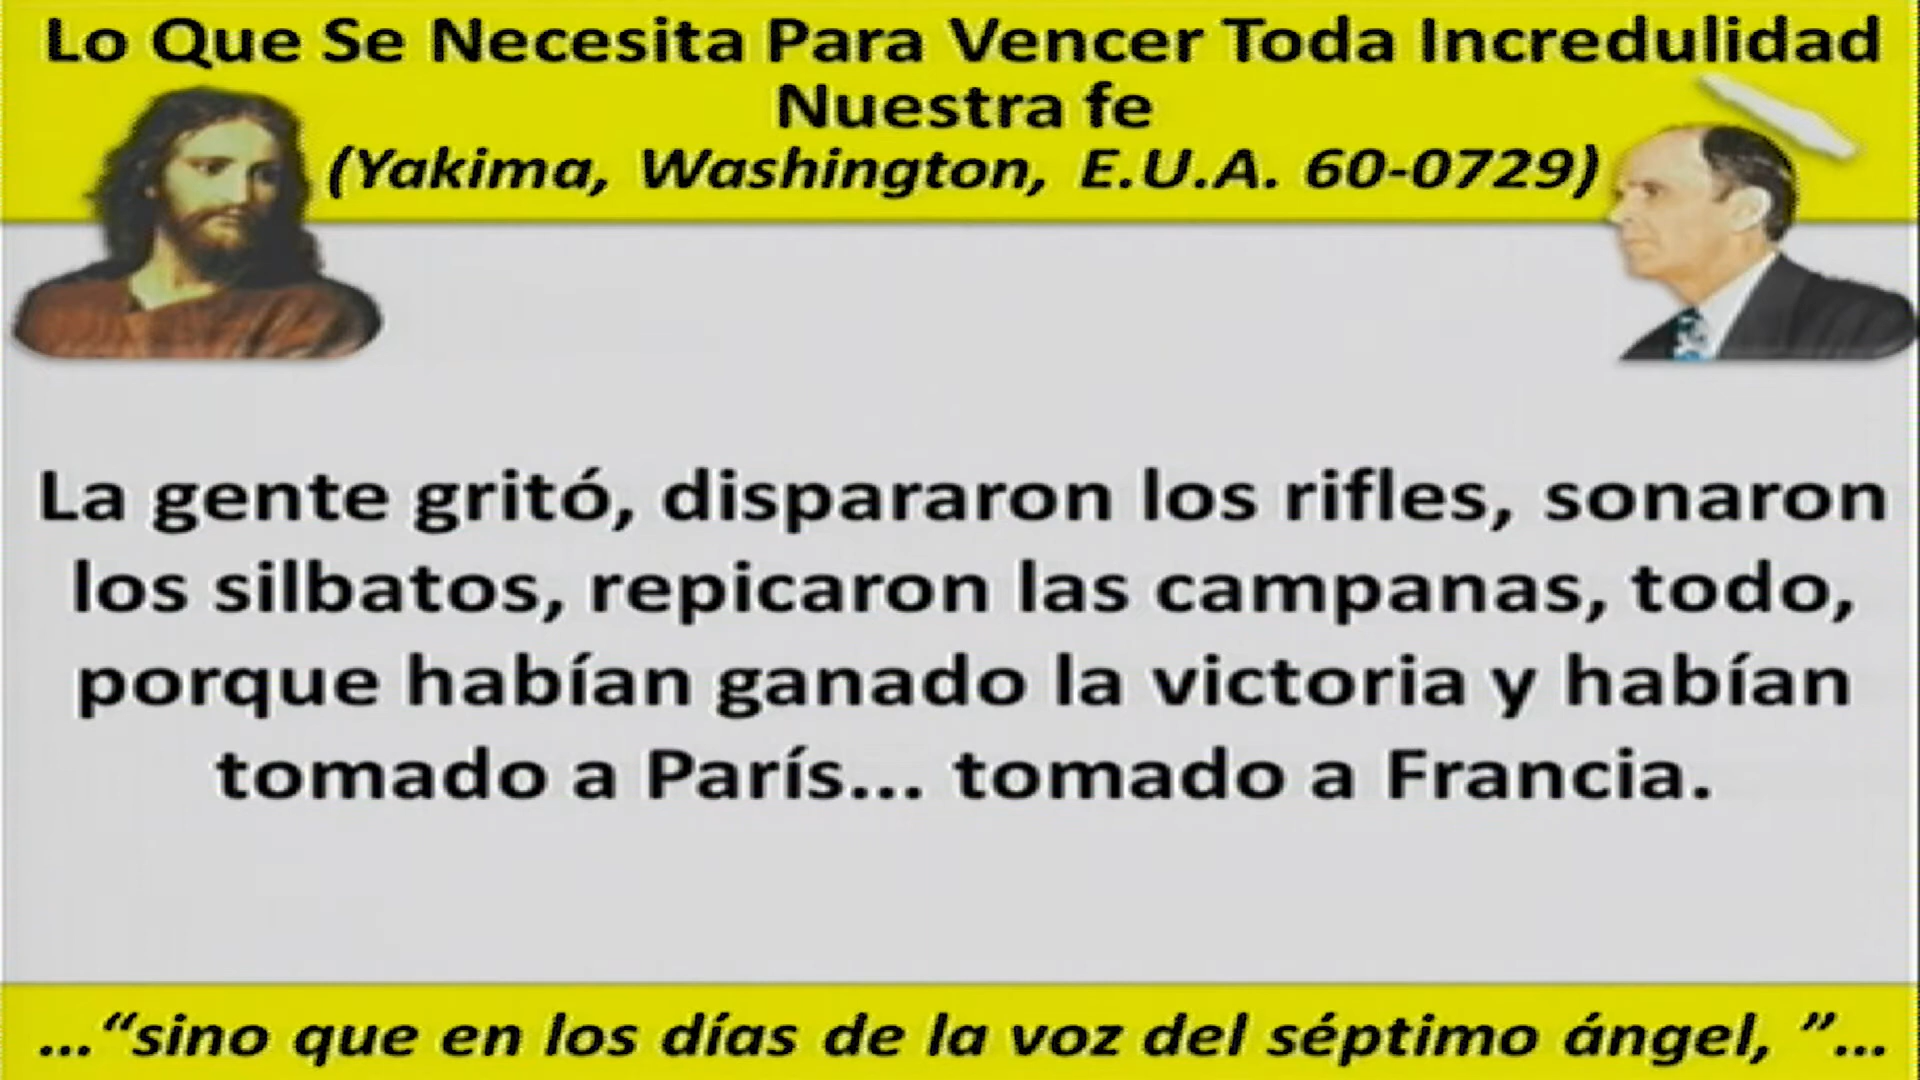 Lo Que Se Necesita Para Vencer Toda Incredulidad
Nuestra fe
(Yakima, Washington, E.U.A. 60-0729)
La gente gritó, dispararon los rifles, sonaron
los silbatos, repicaron las campanas, todo,
porque habían ganado la victoria y habían
tomado a París... tomado a Francia.
...“sino que en los días de la voz del séptimo ángel, ”...